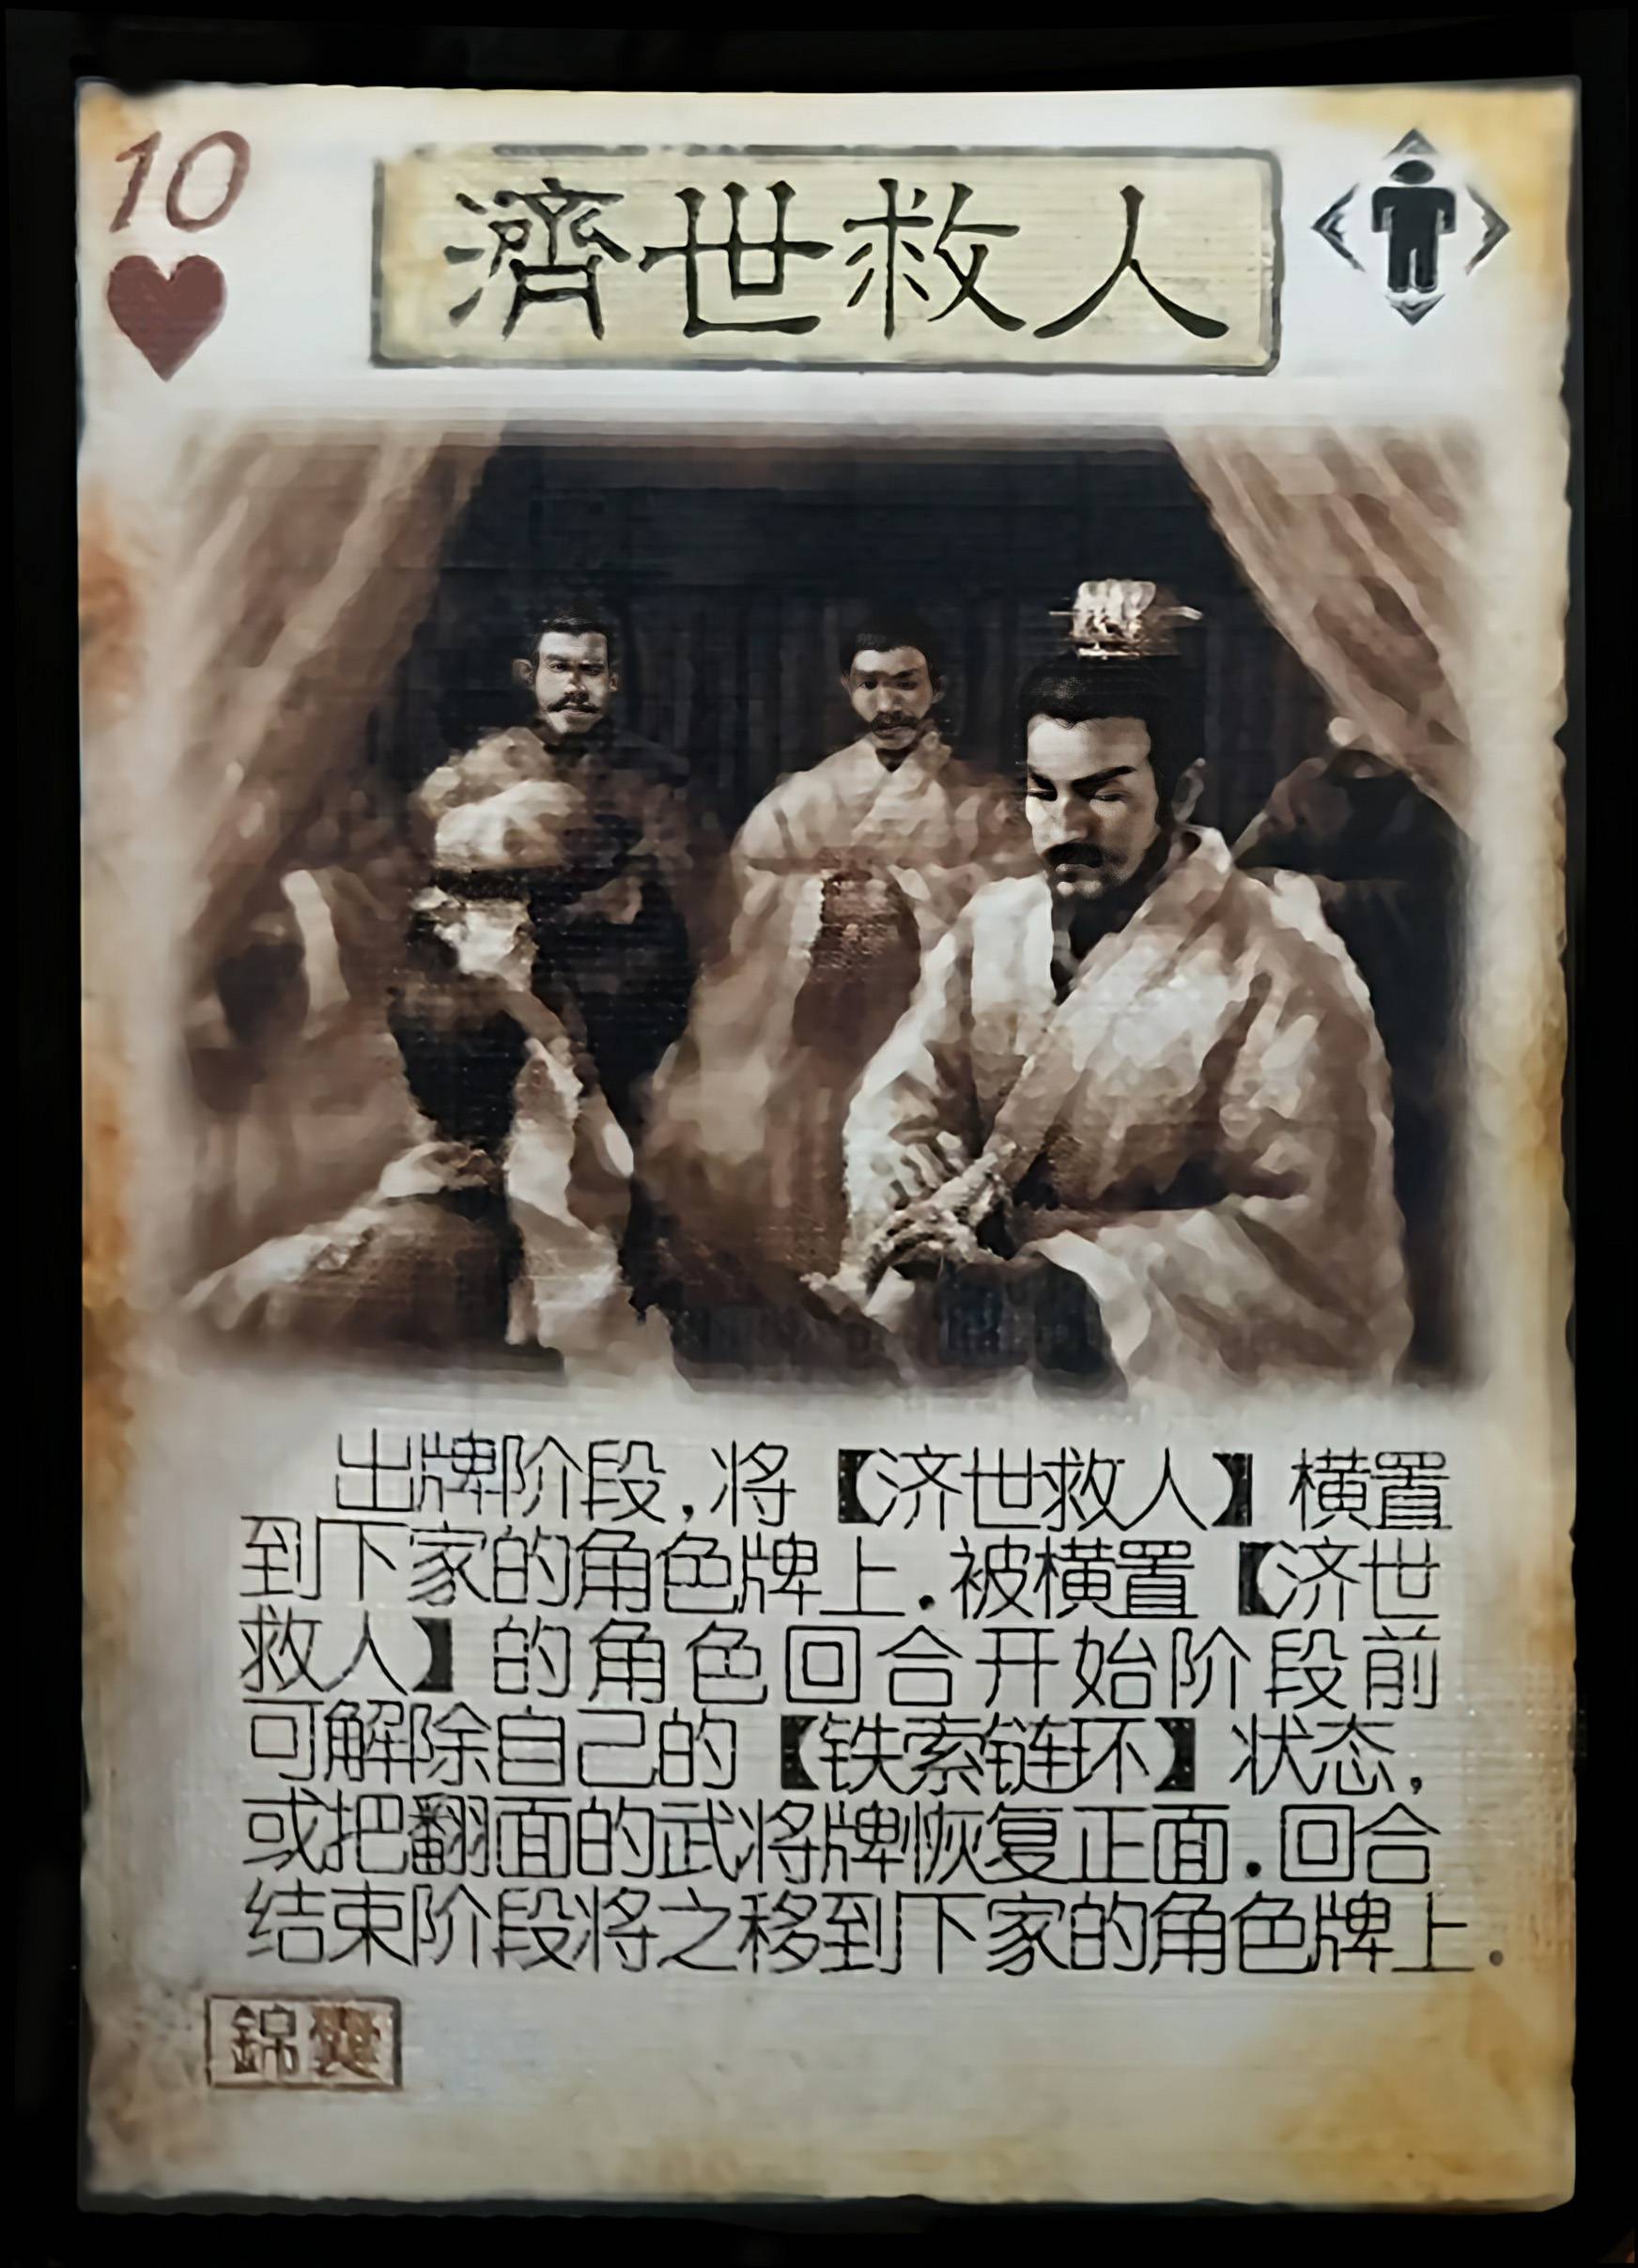 10
濟世救人
出牌阶段,将【济世救人】横置
到下家的角色牌上.被横置【济世
救人】的角色回合开始阶段前
可解除自己的【铁索链环】状态,
或把翻面的武将牌恢复正面.回合
结束阶段将之移到下家的角色牌上.
錦